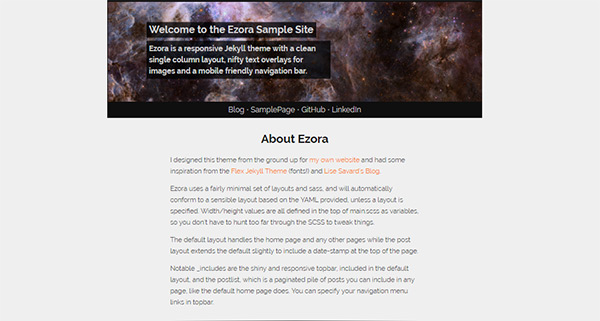 Welcome to the Ezora Sample Site
Ezora is a responsive Jekyll theme with a clean
single column layout, nifty text overlays for
images and a mobile friendly navigation bar.
Blog · SamplePage · GitHub · LinkedIn
About Ezora
I designed this theme from the ground up for my own website and had some
inspiration from the Flex Jekyll Theme (fonts!) and Lise Savard's Blog.
Ezora uses a fairly minimal set of layouts and sass, and will automatically
conform to a sensible layout based on the YAML provided, unless a layout is
specified. Width/height values are all defined in the top of main.scss as variables,
so you don't have to hunt too far through the SCSS to tweak things.
The default layout handles the home page and any other pages while the post
layout extends the default slightly to include a date-stamp at the top of the page.
Notable _includes are the shiny and responsive topbar, included in the default
layout, and the postlist, which is a paginated pile of posts you can include in any
page, like the default home page does. You can specify your navigation menu
links in topbar.